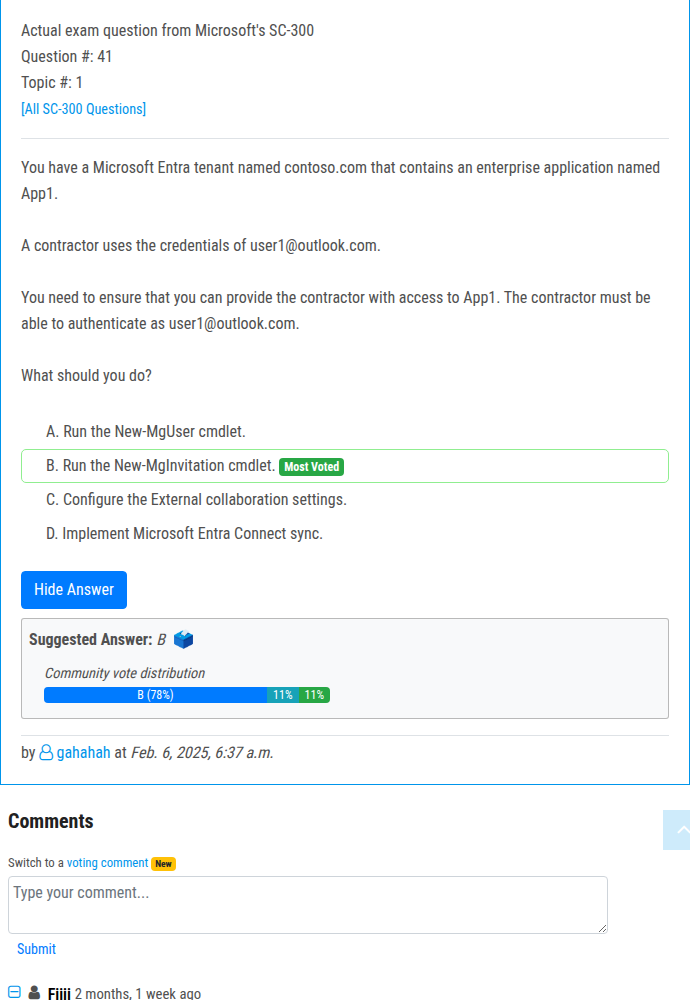 Actual exam question from Microsoft's SC-300
Question #: 41
Topic #: 1
[All SC-300 Questions]
You have a Microsoft Entra tenant named contoso.com that contains an enterprise application named
App1.
A contractor uses the credentials of user1@outlook.com.
You need to ensure that you can provide the contractor with access to App1. The contractor must be
able to authenticate as user1@outlook.com.
What should you do?
A. Run the New-MgUser cmdlet.
B. Run the New-MgInvitation cmdlet. Most Voted
C. Configure the External collaboration settings.
D. Implement Microsoft Entra Connect sync.
Hide Answer
Suggested Answer: B
Community vote distribution
B (78%) 11% 11%
by gahahah at Feb. 6, 2025, 6:37 a.m.
Comments
Switch to a voting comment New
Type your comment...
Submit
2 months, 1 week ago